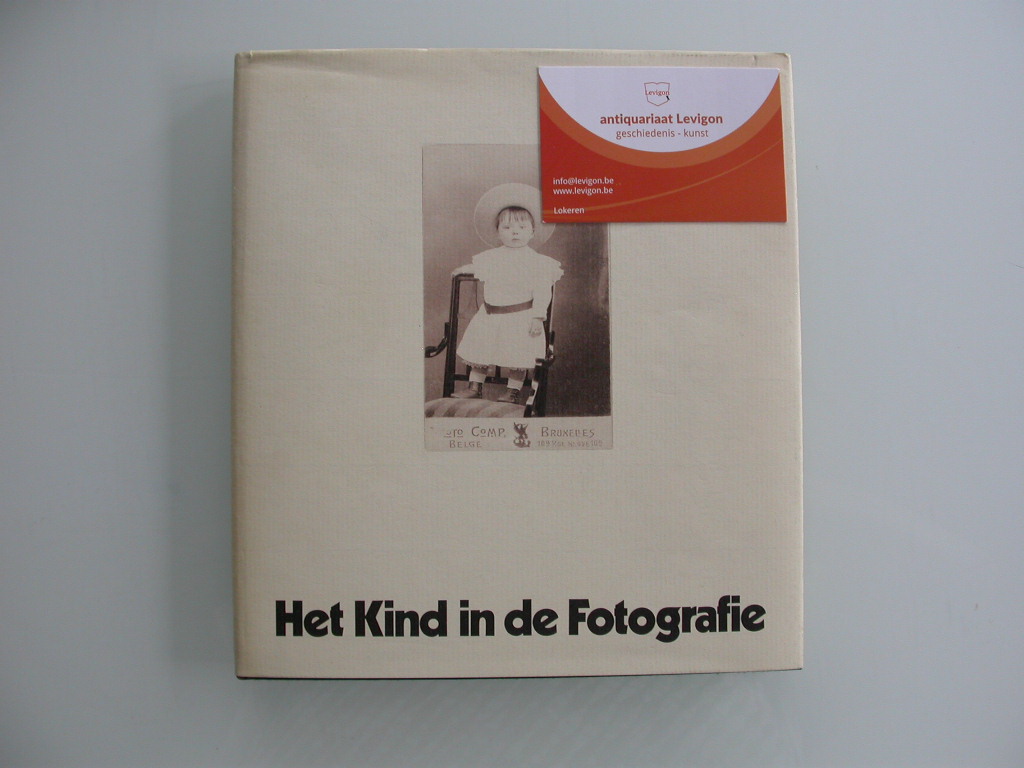 Levigon
antiquariaat Levigon
geschiedenis - kunst
info@levigon.be
www.levigon.be
Lokeren
COMP. BRUXELLES
BELGE
Het Kind in de Fotografie